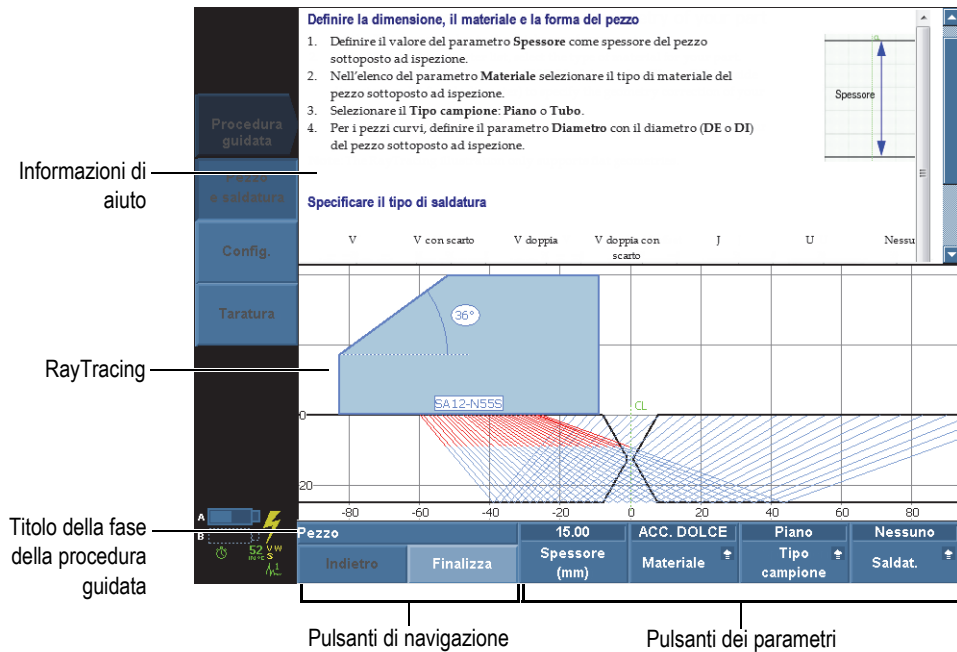 Definire la dimensione, il materiale e la forma del pezzo
1. Definire il valore del parametro Spessore come spessore del pezzo
sottoposto ad ispezione.
2. Nell'elenco del parametro Materiale selezionare il tipo di materiale del
pezzo sottoposto ad ispezione.
3. Selezionare il Tipo campione: Piano o Tubo.
4. Per i pezzi curvi, definire il parametro Diametro con il diametro (DE o DI)
del pezzo sottoposto ad ispezione.
Spessore
Specificare il tipo di saldatura
V
V con scarto
V doppia
V doppia con
scarto
J
U
Nessu
Procedura
guidata
Pezzo
e saldatura
Config.
Taratura
Informazioni di
aiuto
RayTracing
Titolo della fase
della procedura
guidata
36°
SA12-N55S
CL
0
20
-80
-60
-40
-20
0
20
40
60
80
A
B
52
IN °C
V W
S
1
Pezzo
Indietro
Finalizza
15.00
Spessore
(mm)
ACC. DOLCE
Materiale
Piano
Tipo
campione
Nessuno
Saldat.
Pulsanti di navigazione
Pulsanti dei parametri